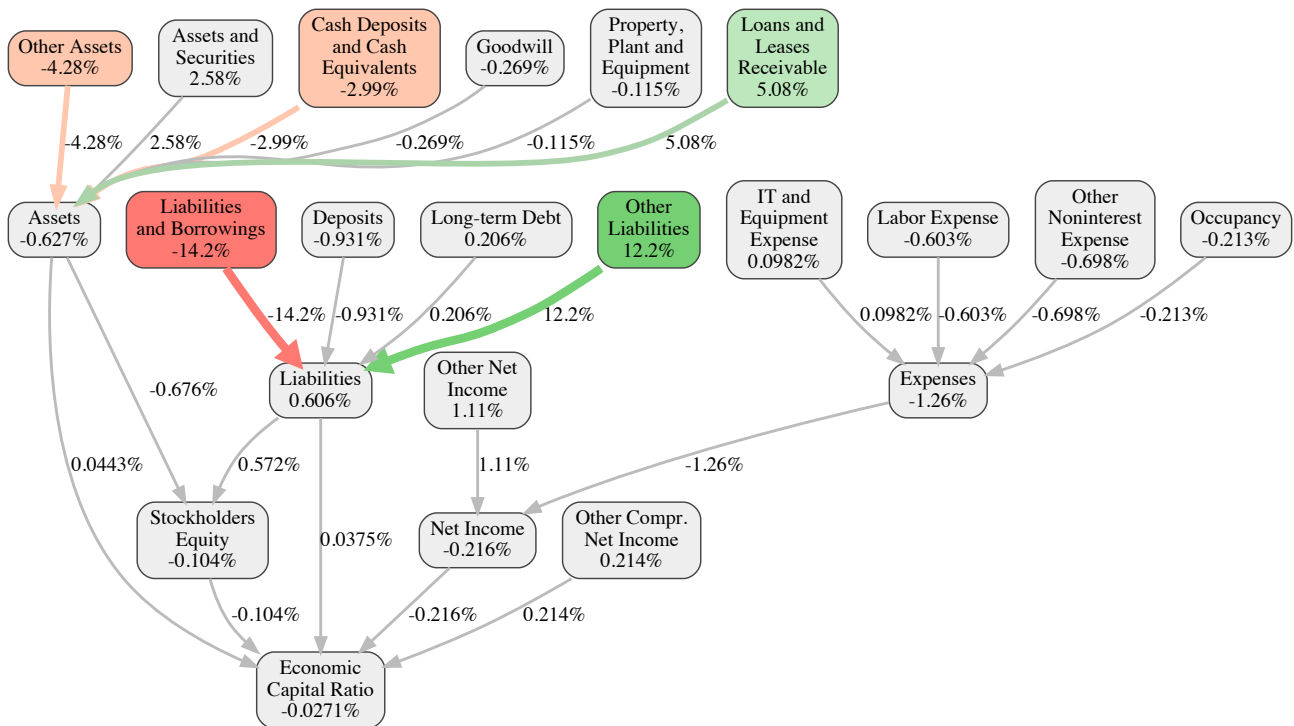 Other Assets
-4.28%
Assets and
Securities
2.58%
Cash Deposits
and Cash
Equivalents
-2.99%
Goodwill
-0.269%
Property,
Plant and
Equipment
-0.115%
Loans and
Leases
Receivable
5.08%
-4.28%
2.58%
-2.99%
-0.269%
-0.115%
5.08%
Assets
-0.627%
Liabilities
and Borrowings
-14.2%
Deposits
-0.931%
Long-term Debt
0.206%
Other
Liabilities
12.2%
IT and
Equipment
Expense
0.0982%
Labor Expense
-0.603%
Other
Noninterest
Expense
-0.698%
Occupancy
-0.213%
-14.2%
-0.931%
0.206%
12.2%
0.0982%
-0.603%
-0.698%
-0.213%
-0.676%
Liabilities
0.606%
Other Net
Income
1.11%
Expenses
-1.26%
0.0443%
0.572%
1.11%
-1.26%
Stockholders
Equity
-0.104%
0.0375%
Net Income
-0.216%
Other Compr.
Net Income
0.214%
-0.104%
-0.216%
0.214%
Economic
Capital Ratio
-0.0271%